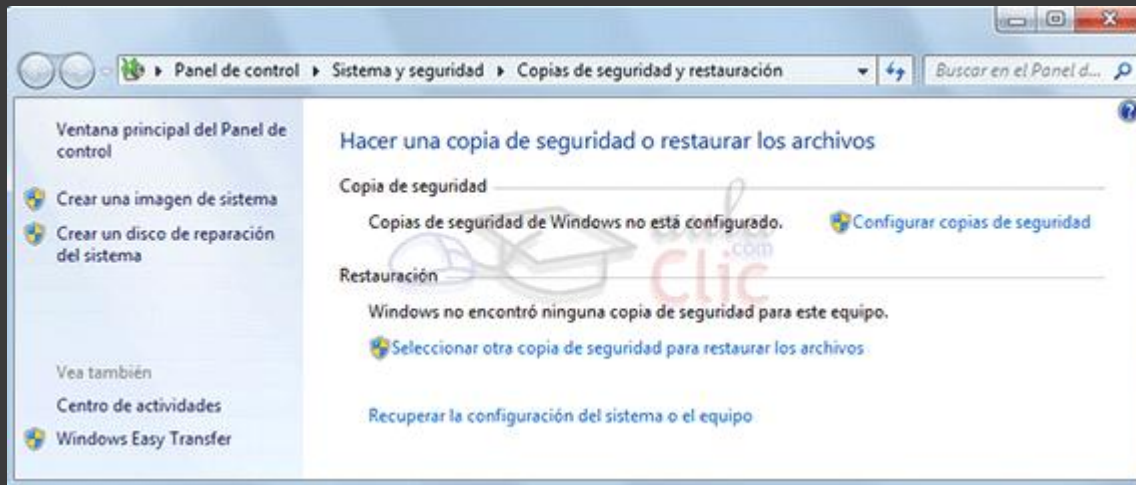 Panel de control ▸ Sistema y seguridad ▸ Copias de seguridad y restauración
Buscar en el Panel d...
Ventana principal del Panel de
control
Crear una imagen de sistema
Crear un disco de reparación
del sistema
Vea también
Centro de actividades
Windows Easy Transfer
Hacer una copia de seguridad o restaurar los archivos
Copia de seguridad
Copias de seguridad de Windows no está configurado.
Configurar copias de seguridad
Restauración
Windows no encontró ninguna copia de seguridad para este equipo.
Seleccionar otra copia de seguridad para restaurar los archivos
Recuperar la configuración del sistema o el equipo
aula
.com
Clic